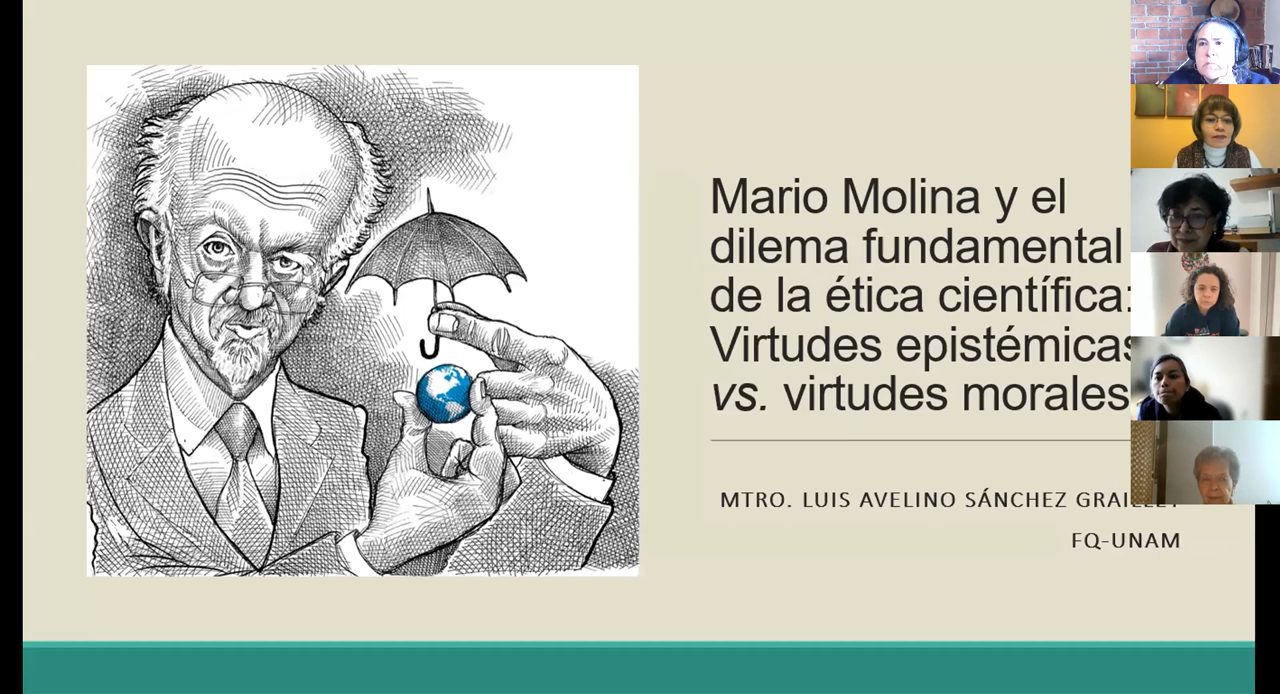 Mario Molina y el
dilema fundamental
de la ética científica:
Virtudes epistémicas
vs. virtudes morales
MTRO. LUIS AVELINO SÁNCHEZ
FQ-UNAM